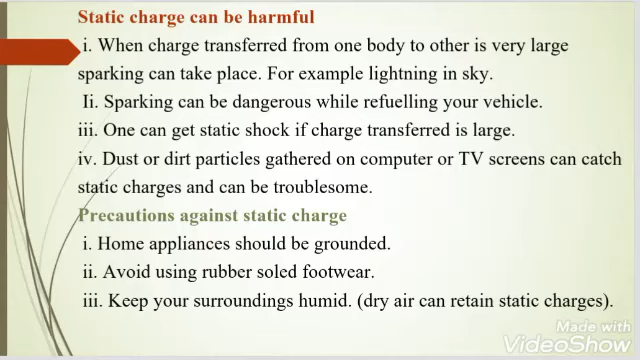 Static charge can be harmful
i. When charge transferred from one body to other is very large
sparking can take place. For example lightning in sky.
Ii. Sparking can be dangerous while refuelling your vehicle.
iii. One can get static shock if charge transferred is large.
iv. Dust or dirt particles gathered on computer or TV screens can catch
static charges and can be troublesome.
Precautions against static charge
i. Home appliances should be grounded.
ii. Avoid using rubber soled footwear.
iii. Keep your surroundings humid. (dry air can retain static charges).
Made with
VideoShow